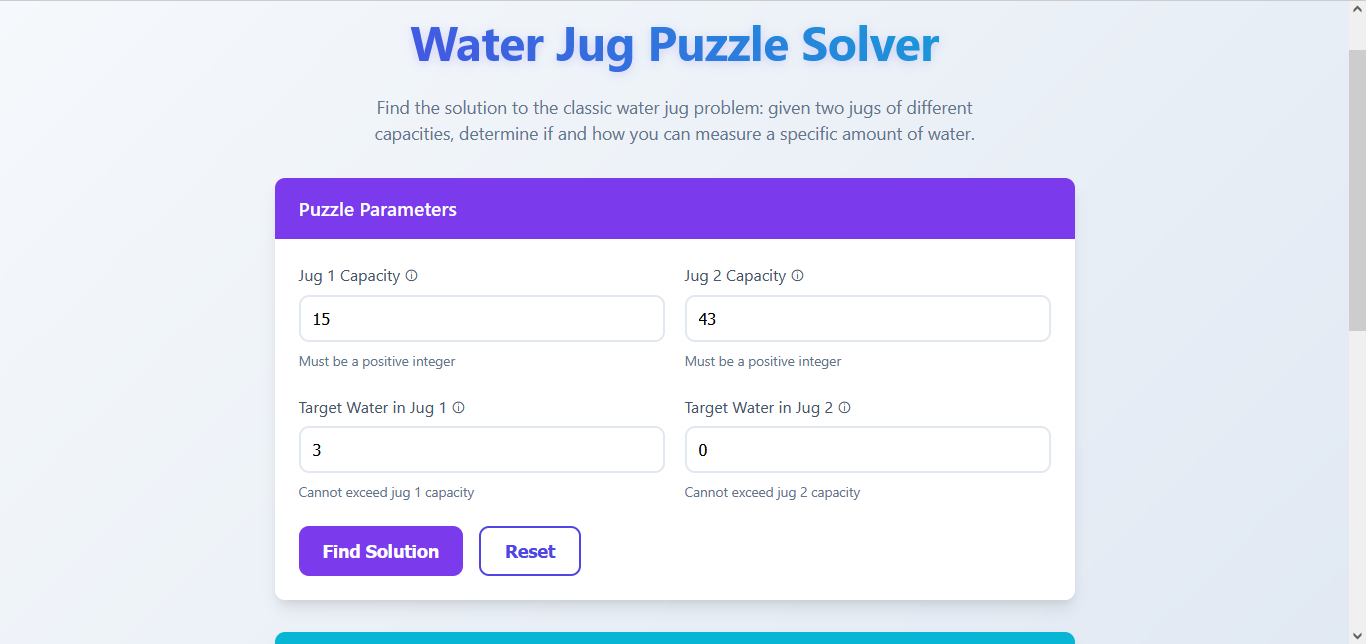 Water Jug Puzzle Solver
Find the solution to the classic water jug problem: given two jugs of different
capacities, determine if and how you can measure a specific amount of water.
Puzzle Parameters
Jug 1 Capacity ⓘ
Jug 2 Capacity ⓘ
15
43
Must be a positive integer
Must be a positive integer
Target Water in Jug 1 ⓘ
Target Water in Jug 2 ⓘ
3
0
Cannot exceed jug 1 capacity
Cannot exceed jug 2 capacity
Find Solution
Reset